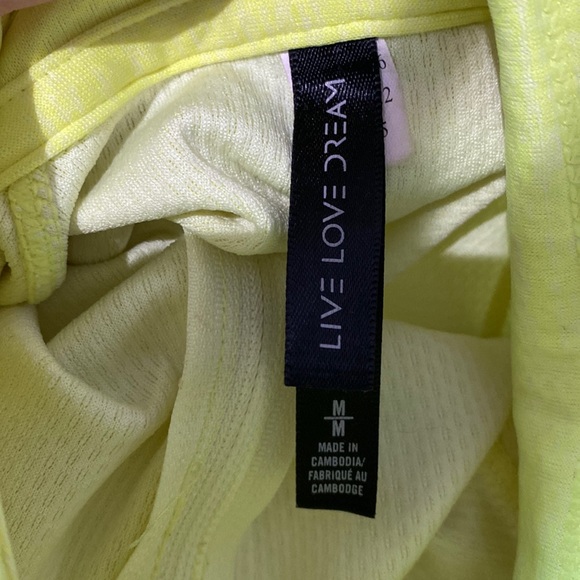 LIVE LOVE DREAM
M
M
MADE IN
CAMBODIA/
FABRIQUÉ AU
CAMBODGE